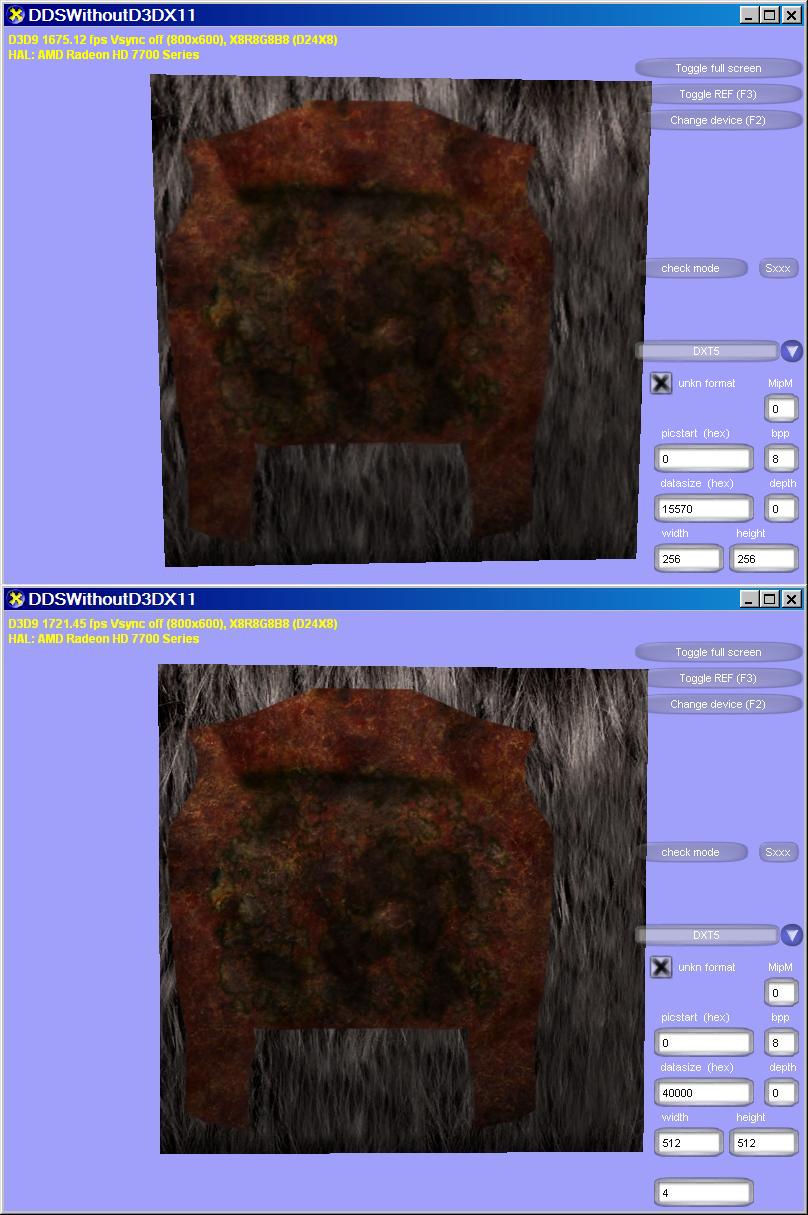 DDSWithoutD3DX11
D3D9 1675.12 fps Vsync off (800x600), X8R8G8B8 (D24X8)
HAL: AMD Radeon HD 7700 Series
Toggle full screen
Toggle REF (F3)
Change device (F2)
check mode Sxxx
DXT5
unkn format MipM
0
picstart (hex) bpp
0 8
datasize (hex) depth
15570 0
width height
256 256
DDSWithoutD3DX11
D3D9 1721.45 fps Vsync off (800x600), X8R8G8B8 (D24X8)
HAL: AMD Radeon HD 7700 Series
Toggle full screen
Toggle REF (F3)
Change device (F2)
check mode Sxxx
DXT5
unkn format MipM
0
picstart (hex) bpp
0 8
datasize (hex) depth
40000 0
width height
512 512
4